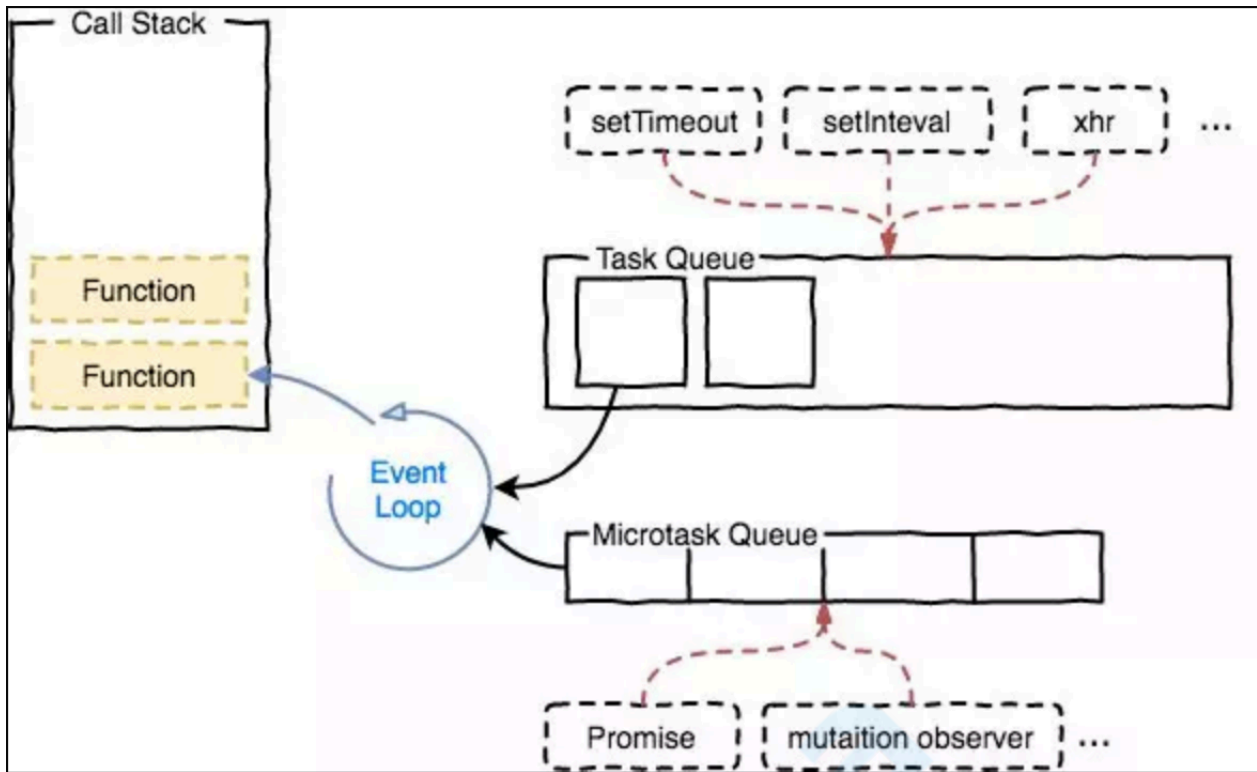 Call Stack
setTimeout
setInteval
xhr
...
Task Queue
Function
Function
Event
Loop
Microtask Queue
Promise
mutaition observer
...